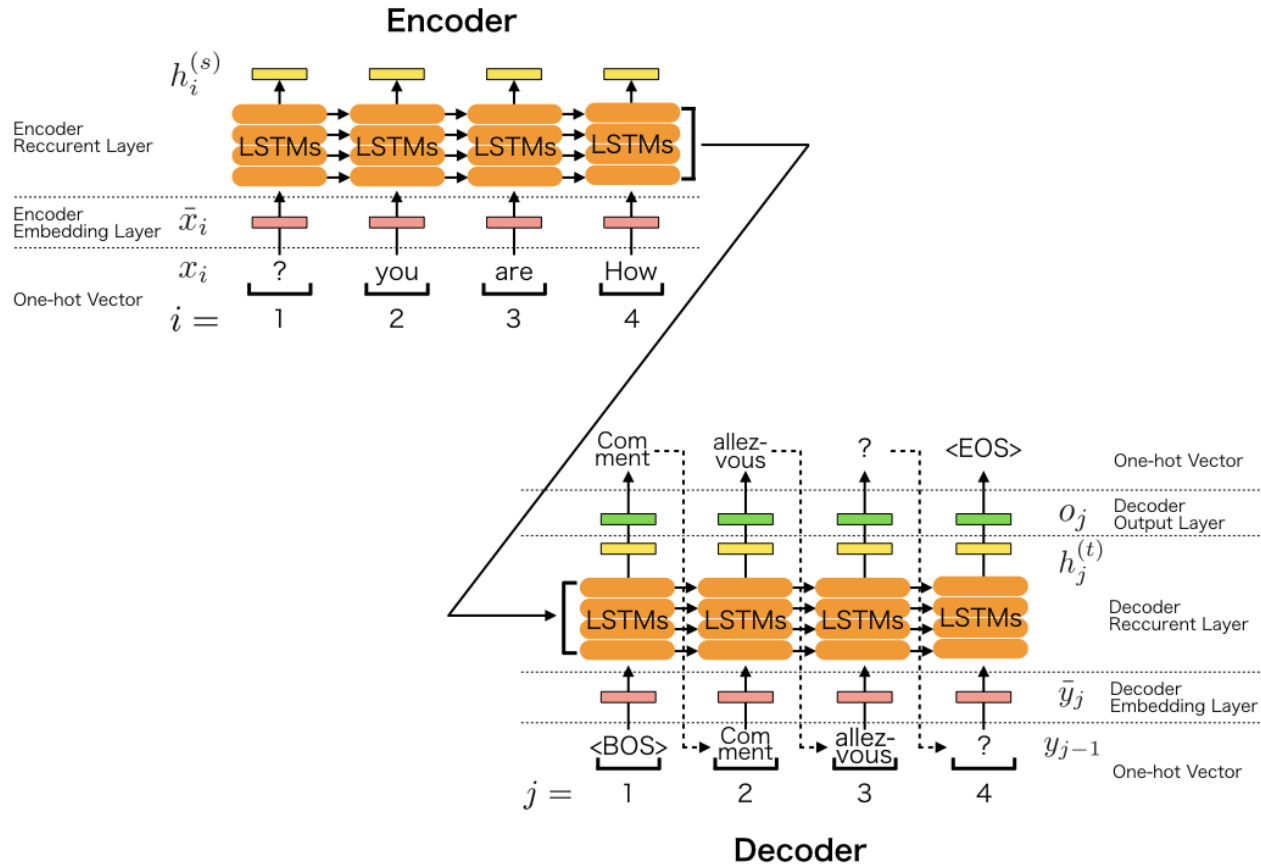 Encoder
h_i^{(s)}
Encoder
Reccurent Layer
LSTMs LSTMs LSTMs LSTMs
Encoder
Embedding Layer
x̄_i
x_i ? you are How
One-hot Vector
i = 1 2 3 4
Com
ment
allez-
vous
? <EOS> One-hot Vector
o_j
Decoder
Output Layer
h_j^{(t)}
LSTMs LSTMs LSTMs LSTMs
Decoder
Reccurent Layer
ȳ_j
Decoder
Embedding Layer
<BOS>
Com
ment
allez-
vous
? y_{j-1}
One-hot Vector
j = 1 2 3 4
Decoder